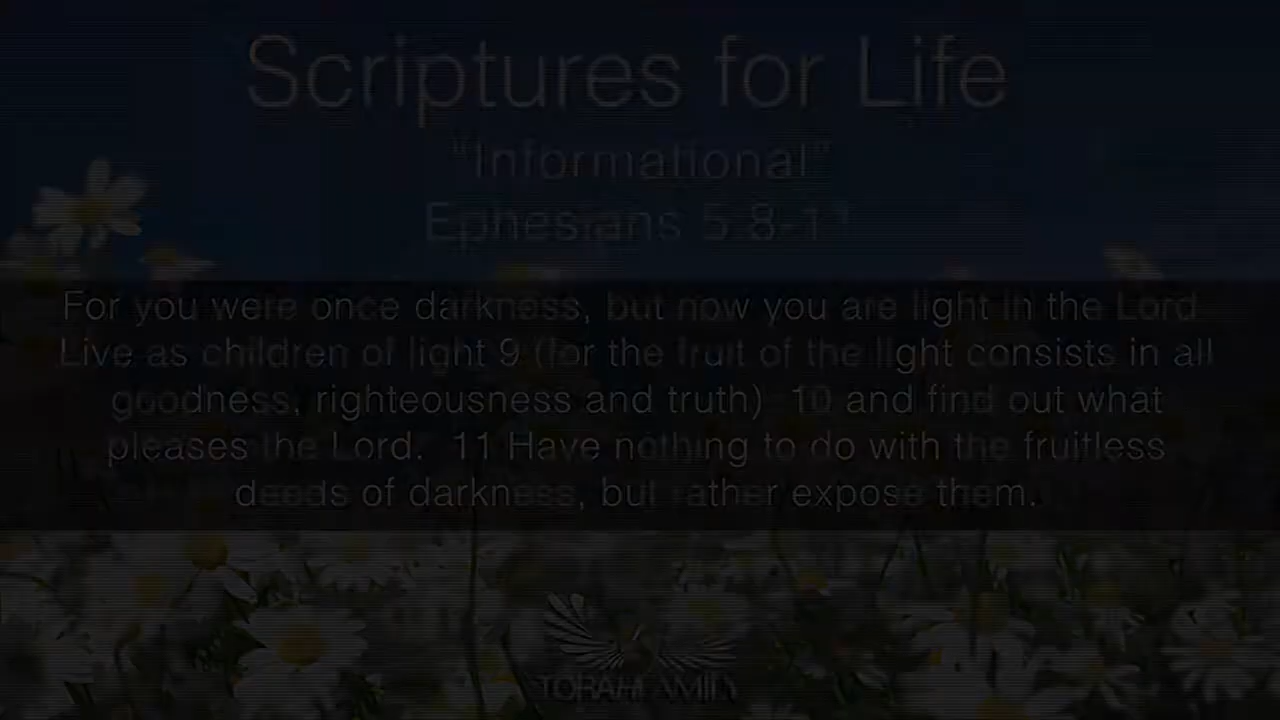 Scriptures for Life
"Informational"
Ephesians 5:8-11
For you were once darkness, but now you are light in the Lord.
Live as children of light 9 (for the fruit of the light consists in all
goodness, righteousness and truth)  10 and find out what
pleases the Lord.  11 Have nothing to do with the fruitless
deeds of darkness, but rather expose them.
TORAH FAMILY